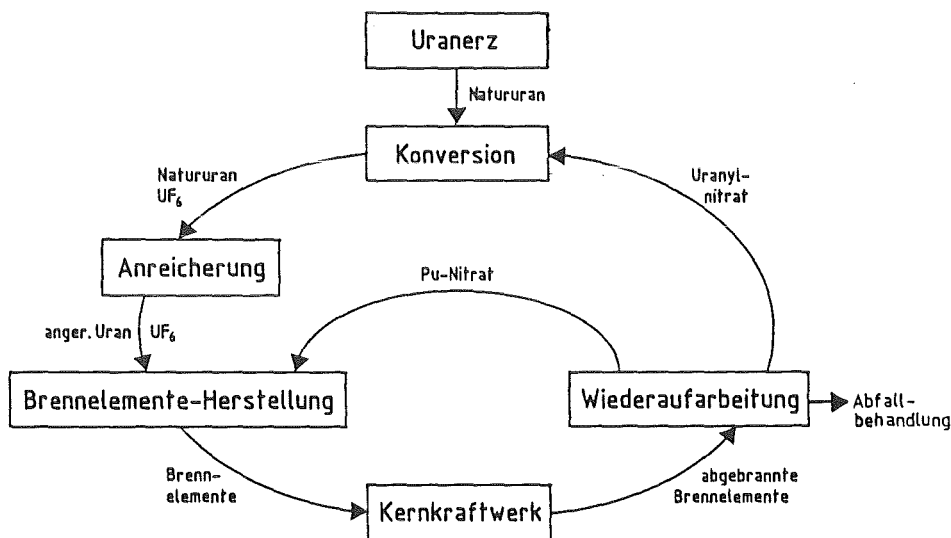 Uranerz
Natururan
Konversion
Natururan
UF₆
Uranyl-
nitrat
Anreicherung
Pu-Nitrat
anger. Uran UF₆
Brennelemente-Herstellung
Wiederaufarbeitung
Abfall-
behandlung
Brenn-
elemente
abgebrannte
Brennelemente
Kernkraftwerk